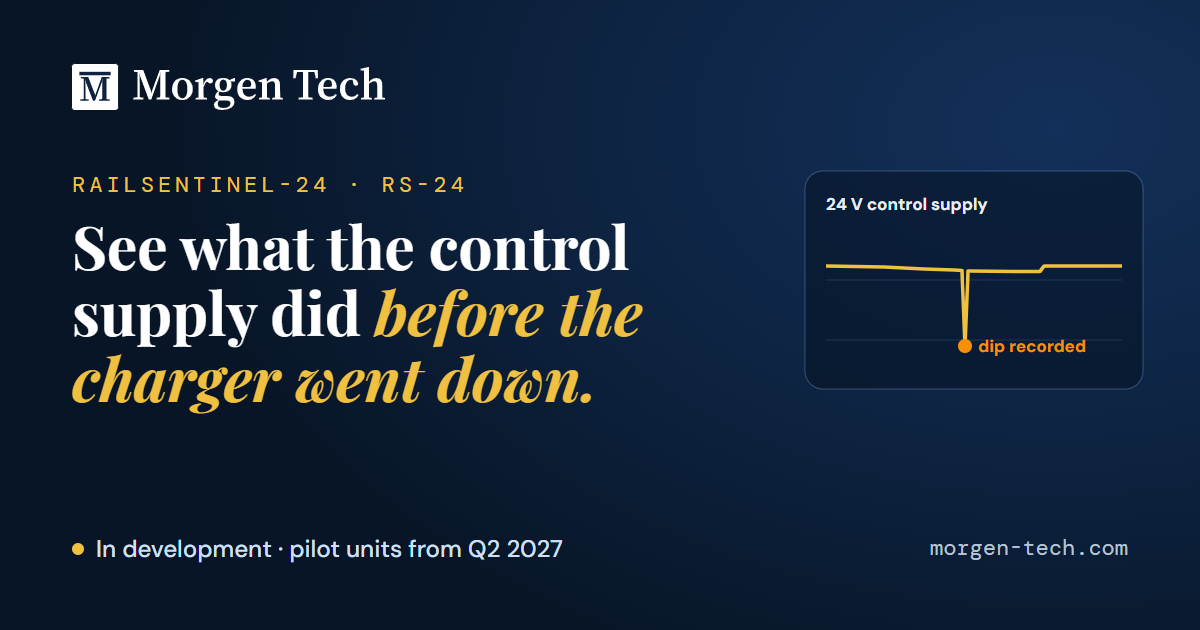 M Morgen Tech
RAILSENTINEL-24 · RS-24
See what the control
supply did before the
charger went down.
24 V control supply
dip recorded
In development · pilot units from Q2 2027
morgen-tech.com